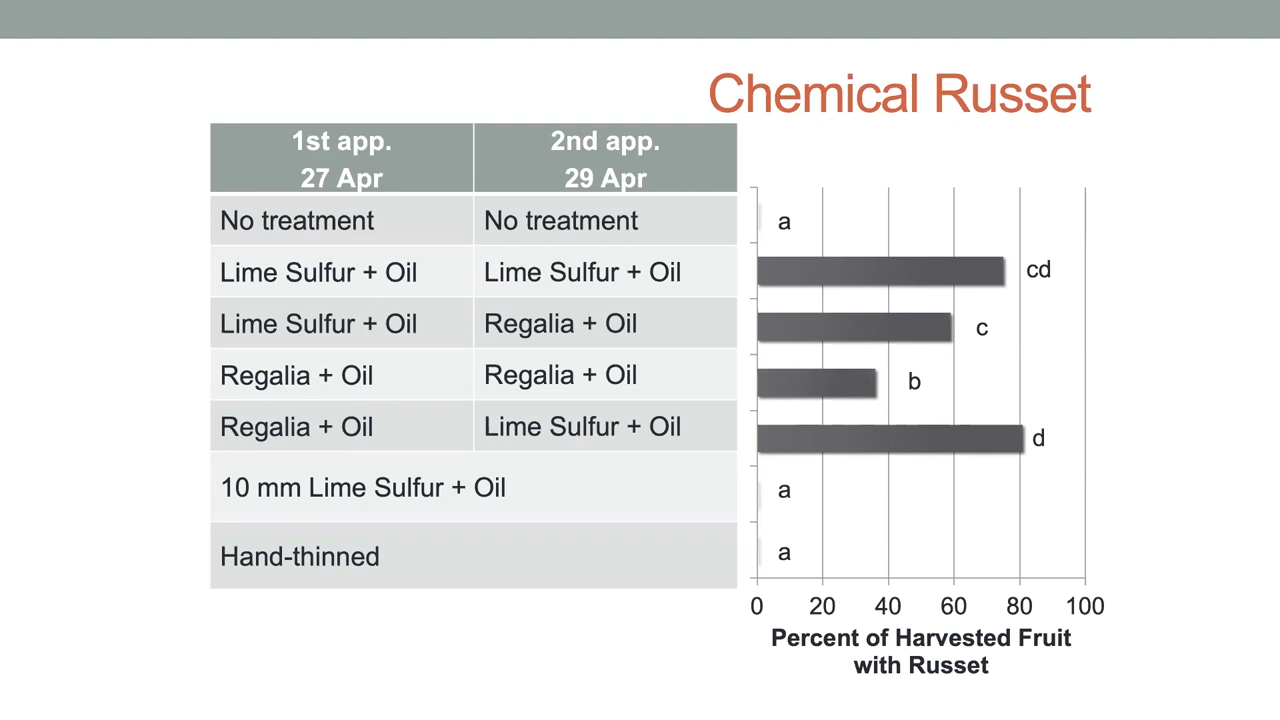 Chemical Russet
1st app.
27 Apr
2nd app.
29 Apr
No treatment
No treatment
a
Lime Sulfur + Oil
Lime Sulfur + Oil
cd
Lime Sulfur + Oil
Regalia + Oil
c
Regalia + Oil
Regalia + Oil
b
Regalia + Oil
Lime Sulfur + Oil
d
10 mm Lime Sulfur + Oil
a
Hand-thinned
a
0 20 40 60 80 100
Percent of Harvested Fruit
with Russet